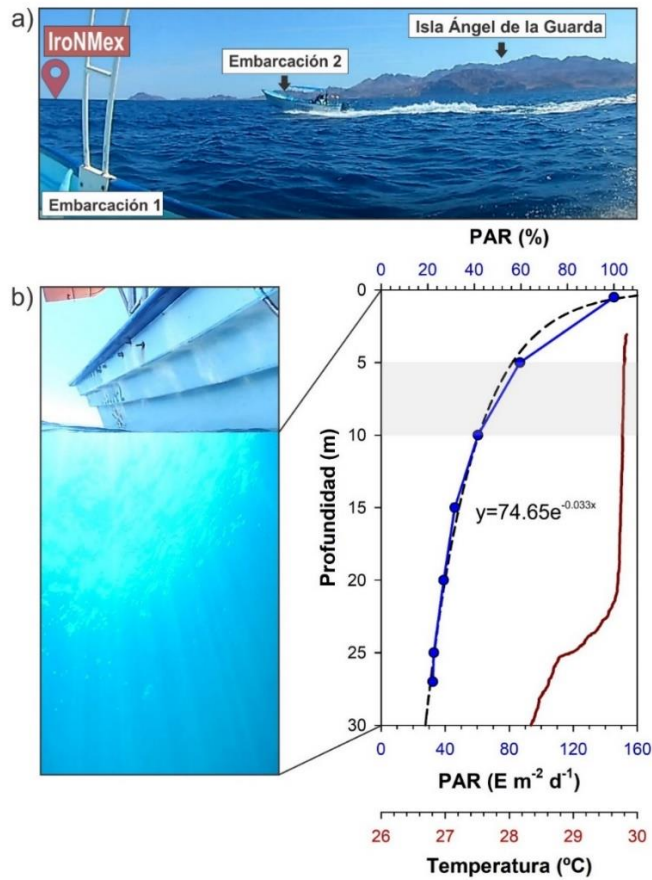 a)
IroNMex
Isla Ángel de la Guarda
Embarcación 2
Embarcación 1
PAR (%)
b)
0 20 40 60 80 100
0
5
10
15
20
25
30
Profundidad (m)
y=74.65e^-0.033x
0 40 80 120 160
PAR (E m⁻² d⁻¹)
26 27 28 29 30
Temperatura (ºC)